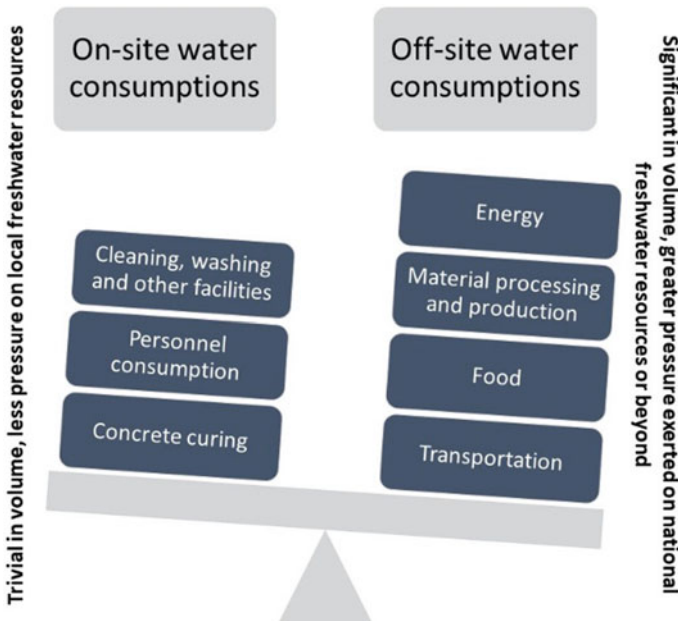 Trivial in volume, less pressure on local freshwater resources
On-site water
consumptions
Cleaning, washing
and other facilities
Personnel
consumption
Concrete curing
Off-site water
consumptions
Energy
Material processing
and production
Food
Transportation
Significant in volume, greater pressure exerted on national
freshwater resources or beyond